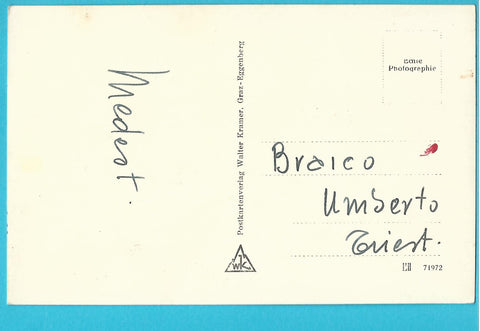 Medest.
Postkartenverlag Walter Kramer, Graz-Eggenberg
WK
Echte
Photographie
Braico
Umberto
Triest.
71972